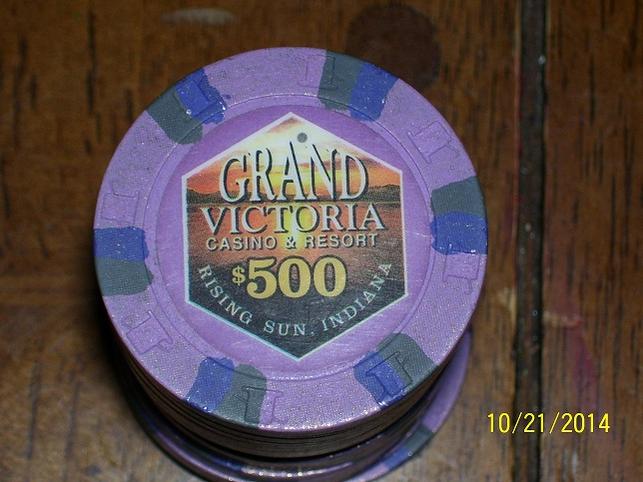 GRAND
VICTORIA
CASINO & RESORT
$500
RISING SUN, INDIANA
10/21/2014